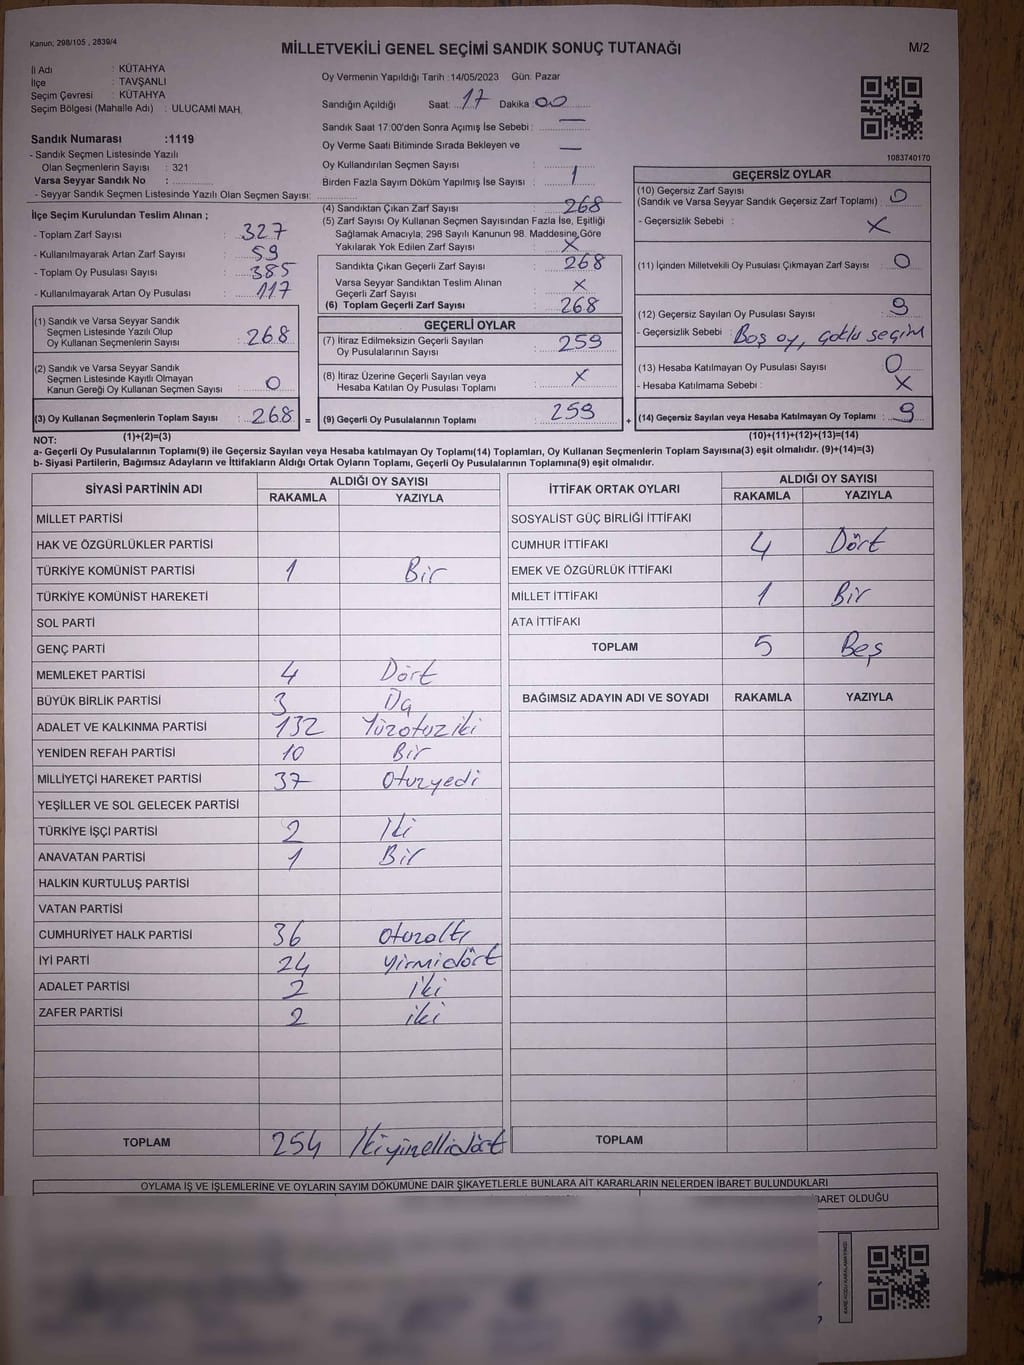 Kanun: 298/105 , 2839/4
MİLLETVEKİLİ GENEL SEÇİMİ SANDIK SONUÇ TUTANAĞI
M/2
İl Adı : KÜTAHYA
İlçe : TAVŞANLI
Seçim Çevresi : KÜTAHYA
Seçim Bölgesi (Mahalle Adı) : ULUCAMİ MAH.
Oy Vermenin Yapıldığı Tarih :14/05/2023 Gün: Pazar
Sandığın Açıldığı Saat: 17 Dakika : 00
Sandık Saat 17:00'den Sonra Açılmış İse Sebebi : —
Oy Verme Saati Bitiminde Sırada Bekleyen ve
Oy Kullandırılan Seçmen Sayısı : —
Birden Fazla Sayım Döküm Yapılmış İse Sayısı : 1
1083740170
Sandık Numarası :1119
- Sandık Seçmen Listesinde Yazılı
Olan Seçmenlerin Sayısı : 321
Varsa Seyyar Sandık No :
- Seyyar Sandık Seçmen Listesinde Yazılı Olan Seçmen Sayısı:
İlçe Seçim Kurulundan Teslim Alınan ;
- Toplam Zarf Sayısı : 327
- Kullanılmayarak Artan Zarf Sayısı : 59
- Toplam Oy Pusulası Sayısı : 385
- Kullanılmayarak Artan Oy Pusulası : 117
(1) Sandık ve Varsa Seyyar Sandık
Seçmen Listesinde Yazılı Olup
Oy Kullanan Seçmenlerin Sayısı : 268
(2) Sandık ve Varsa Seyyar Sandık
Seçmen Listesinde Kayıtlı Olmayan
Kanun Gereği Oy Kullanan Seçmen Sayısı : 0
(3) Oy Kullanan Seçmenlerin Toplam Sayısı : 268 =
(1)+(2)=(3)
(4) Sandıktan Çıkan Zarf Sayısı : 268
(5) Zarf Sayısı Oy Kullanan Seçmen Sayısından Fazla İse, Eşitliği
Sağlamak Amacıyla; 298 Sayılı Kanunun 98. Maddesine Göre
Yakılarak Yok Edilen Zarf Sayısı : X
Sandıkta Çıkan Geçerli Zarf Sayısı : 268
Varsa Seyyar Sandıktan Teslim Alınan
Geçerli Zarf Sayısı : X
(6) Toplam Geçerli Zarf Sayısı : 268
GEÇERLİ OYLAR
(7) İtiraz Edilmeksizin Geçerli Sayılan
Oy Pusulalarının Sayısı : 259
(8) İtiraz Üzerine Geçerli Sayılan veya
Hesaba Katılan Oy Pusulası Toplamı : X
(9) Geçerli Oy Pusulalarının Toplamı : 259 +
GEÇERSİZ OYLAR
(10) Geçersiz Zarf Sayısı
(Sandık ve Varsa Seyyar Sandık Geçersiz Zarf Toplamı) : 0
- Geçersizlik Sebebi : X
(11) İçinden Milletvekili Oy Pusulası Çıkmayan Zarf Sayısı : 0
(12) Geçersiz Sayılan Oy Pusulası Sayısı : 9
- Geçersizlik Sebebi : Boş oy, çoklu seçim
(13) Hesaba Katılmayan Oy Pusulası Sayısı : 0
- Hesaba Katılmama Sebebi : X
(14) Geçersiz Sayılan veya Hesaba Katılmayan Oy Toplamı : 9
(10)+(11)+(12)+(13)=(14)
NOT:
a- Geçerli Oy Pusulalarının Toplamı(9) ile Geçersiz Sayılan veya Hesaba katılmayan Oy Toplamı(14) Toplamları, Oy Kullanan Seçmenlerin Toplam Sayısına(3) eşit olmalıdır. (9)+(14)=(3)
b- Siyasi Partilerin, Bağımsız Adayların ve İttifakların Aldığı Ortak Oyların Toplamı, Geçerli Oy Pusulalarının Toplamına(9) eşit olmalıdır.
SİYASİ PARTİNİN ADI ALDIĞI OY SAYISI
RAKAMLA YAZIYLA
MİLLET PARTİSİ
HAK VE ÖZGÜRLÜKLER PARTİSİ
TÜRKİYE KOMÜNİST PARTİSİ 1 Bir
TÜRKİYE KOMÜNİST HAREKETİ
SOL PARTİ
GENÇ PARTİ
MEMLEKET PARTİSİ 4 Dört
BÜYÜK BİRLİK PARTİSİ 3 Üç
ADALET VE KALKINMA PARTİSİ 132 Yüzotuziki
YENİDEN REFAH PARTİSİ 10 Bir
MİLLİYETÇİ HAREKET PARTİSİ 37 Otuzyedi
YEŞİLLER VE SOL GELECEK PARTİSİ
TÜRKİYE İŞÇİ PARTİSİ 2 İki
ANAVATAN PARTİSİ 1 Bir
HALKIN KURTULUŞ PARTİSİ
VATAN PARTİSİ
CUMHURİYET HALK PARTİSİ 36 Otuzaltı
İYİ PARTİ 24 yirmidört
ADALET PARTİSİ 2 iki
ZAFER PARTİSİ 2 iki
TOPLAM 254 İkiyüzellidört
İTTİFAK ORTAK OYLARI ALDIĞI OY SAYISI
RAKAMLA YAZIYLA
SOSYALİST GÜÇ BİRLİĞİ İTTİFAKI
CUMHUR İTTİFAKI 4 Dört
EMEK VE ÖZGÜRLÜK İTTİFAKI
MİLLET İTTİFAKI 1 Bir
ATA İTTİFAKI
TOPLAM 5 Beş
BAĞIMSIZ ADAYIN ADI VE SOYADI RAKAMLA YAZIYLA
TOPLAM
OYLAMA İŞ VE İŞLEMLERİNE VE OYLARIN SAYIM DÖKÜMÜNE DAİR ŞİKAYETLERLE BUNLARA AİT KARARLARIN NELERDEN İBARET BULUNDUKLARI
İBARET OLDUĞU
KARE KODU KARALAMAYINIZ!